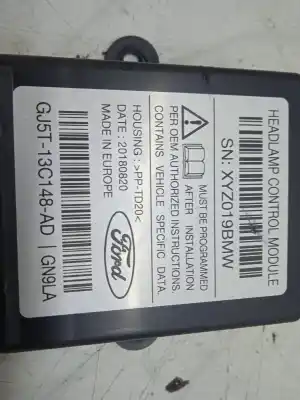 HEADLAMP CONTROL MODULE
SN: XYZ019BMW
MUST BE PROGRAMMED
AFTER INSTALLATION
PER OEM AUTHORIZED INSTRUCTIONS.
CONTAINS VEHICLE SPECIFIC DATA.
HOUSING: >PP-TD20<
DATE: 20180820
MADE IN EUROPE
Ford
GJ5T-13C148-AD | GN9LA